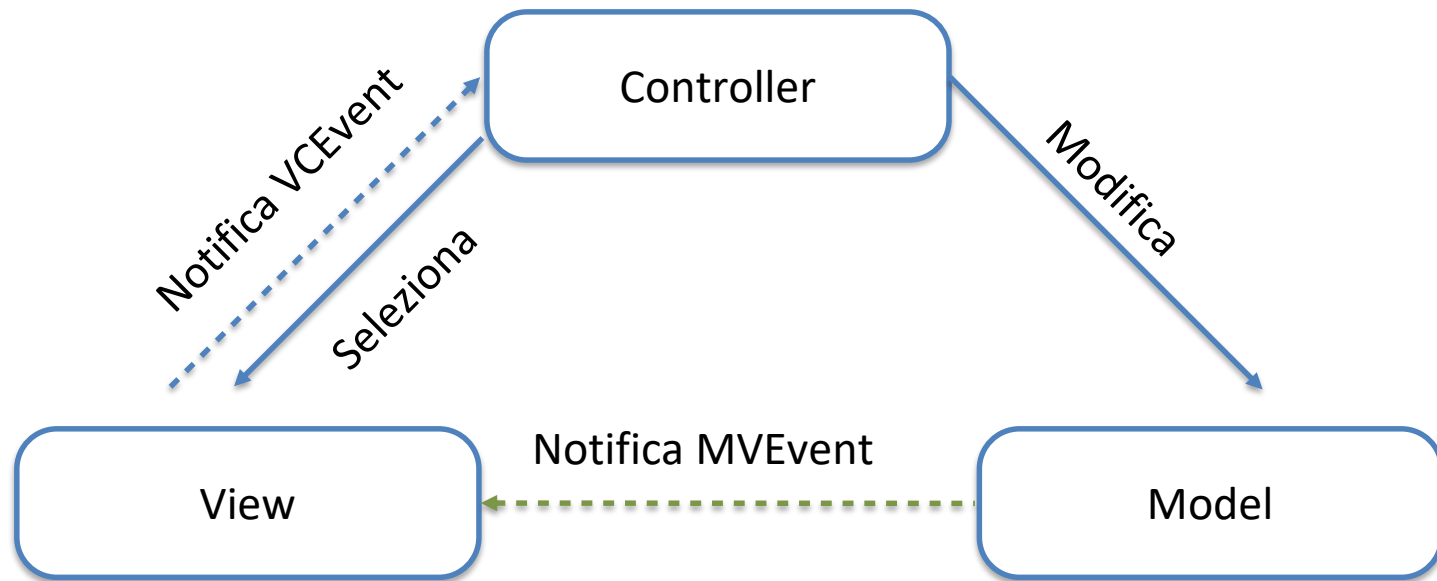 Controller
Notifica VCEvent
Seleziona
Modifica
Notifica MVEvent
View
Model